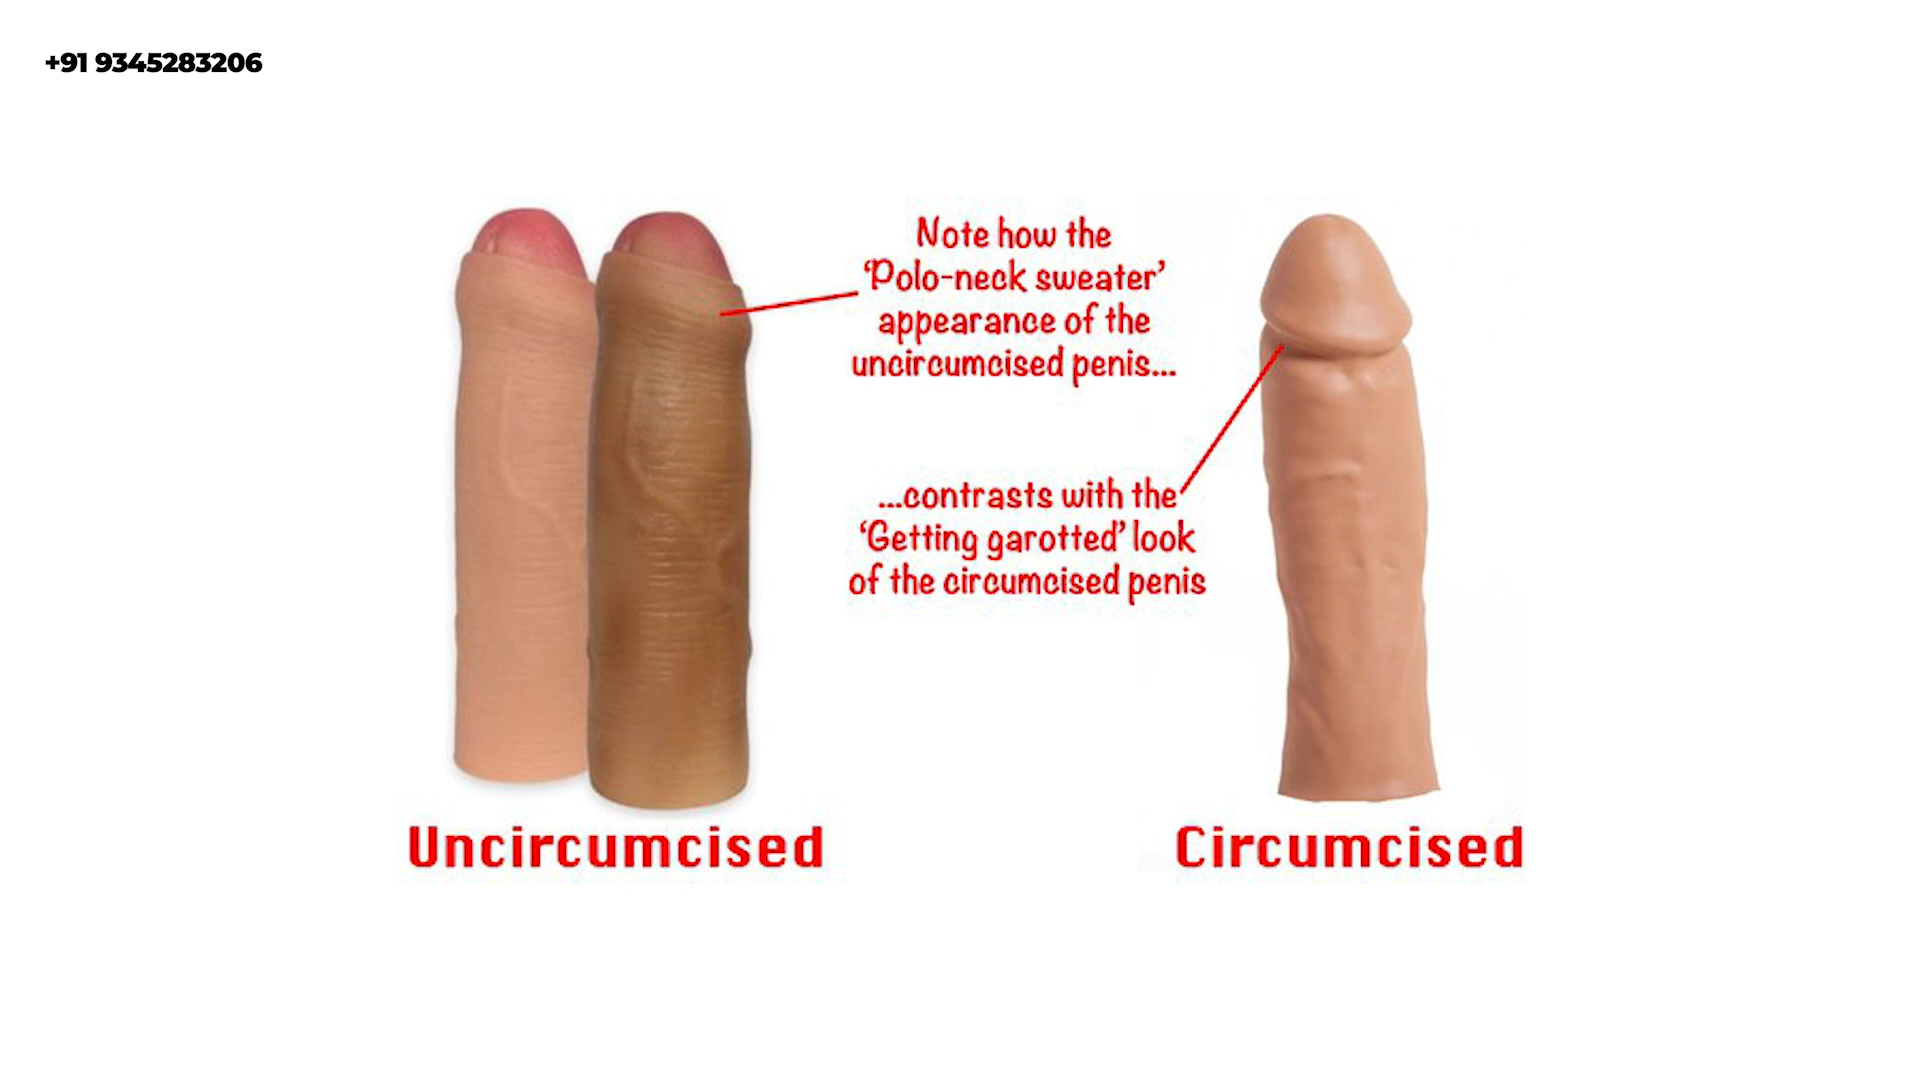 +91 9345283206
Note how the
‘Polo-neck sweater’
appearance of the
uncircumcised penis...
...contrasts with the
‘Getting garotted’ look
of the circumcised penis
Uncircumcised
Circumcised